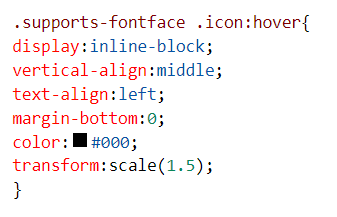 .supports-fontface .icon:hover{
display:inline-block;
vertical-align:middle;
text-align:left;
margin-bottom:0;
color:#000;
transform:scale(1.5);
}